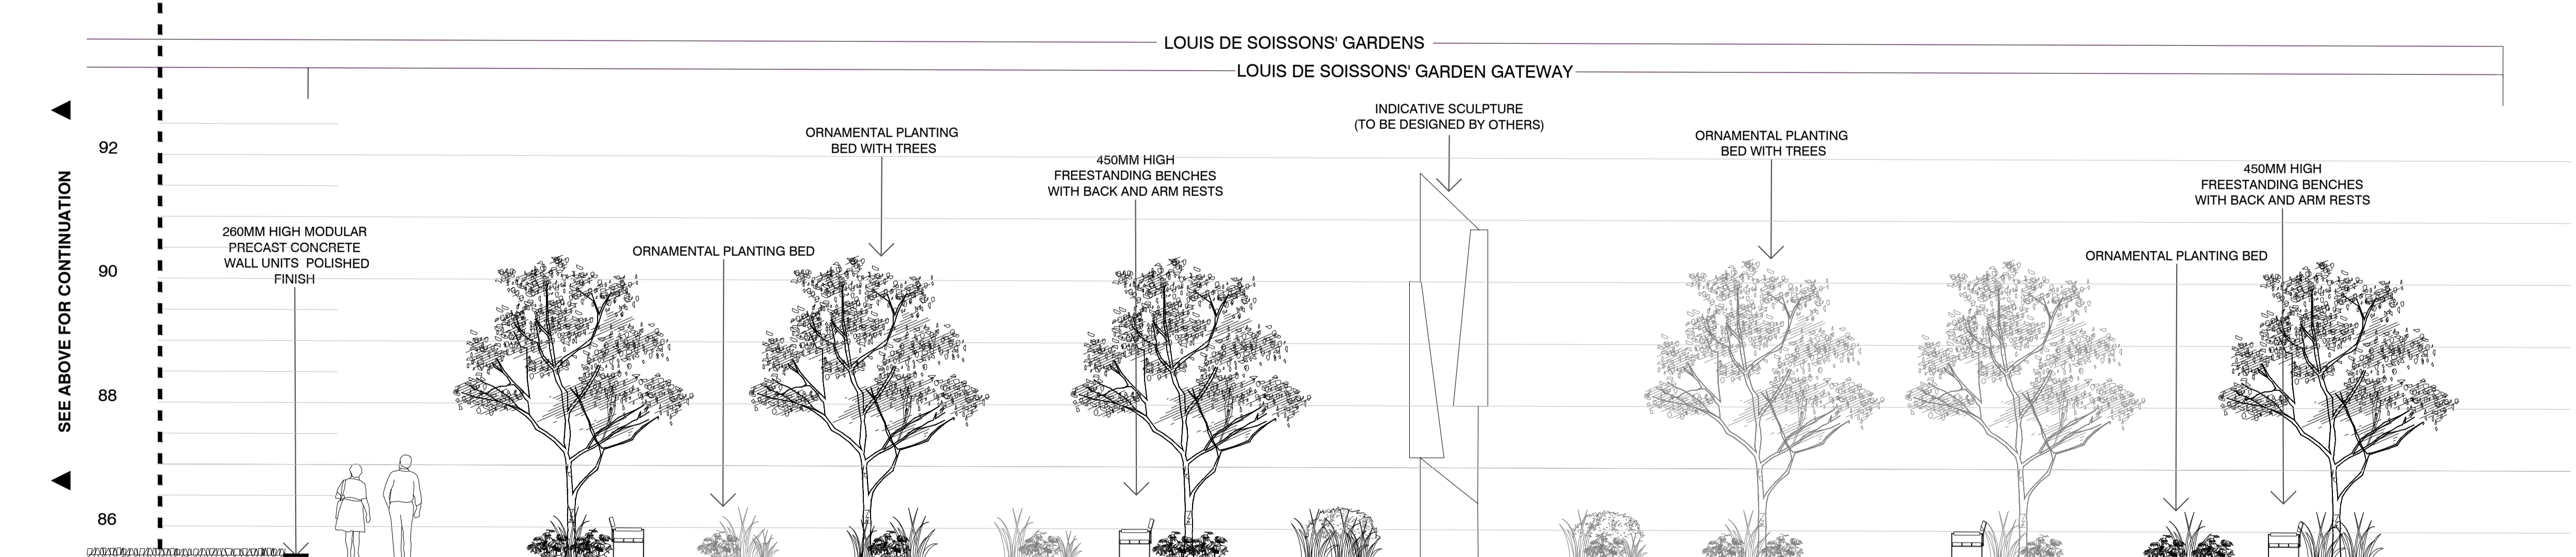 LOUIS DE SOISSONS' GARDENS
LOUIS DE SOISSONS' GARDEN GATEWAY
SEE ABOVE FOR CONTINUATION
92
90
88
86
260MM HIGH MODULAR
PRECAST CONCRETE
WALL UNITS POLISHED
FINISH
ORNAMENTAL PLANTING BED
ORNAMENTAL PLANTING
BED WITH TREES
450MM HIGH
FREESTANDING BENCHES
WITH BACK AND ARM RESTS
INDICATIVE SCULPTURE
(TO BE DESIGNED BY OTHERS)
ORNAMENTAL PLANTING
BED WITH TREES
ORNAMENTAL PLANTING BED
450MM HIGH
FREESTANDING BENCHES
WITH BACK AND ARM RESTS